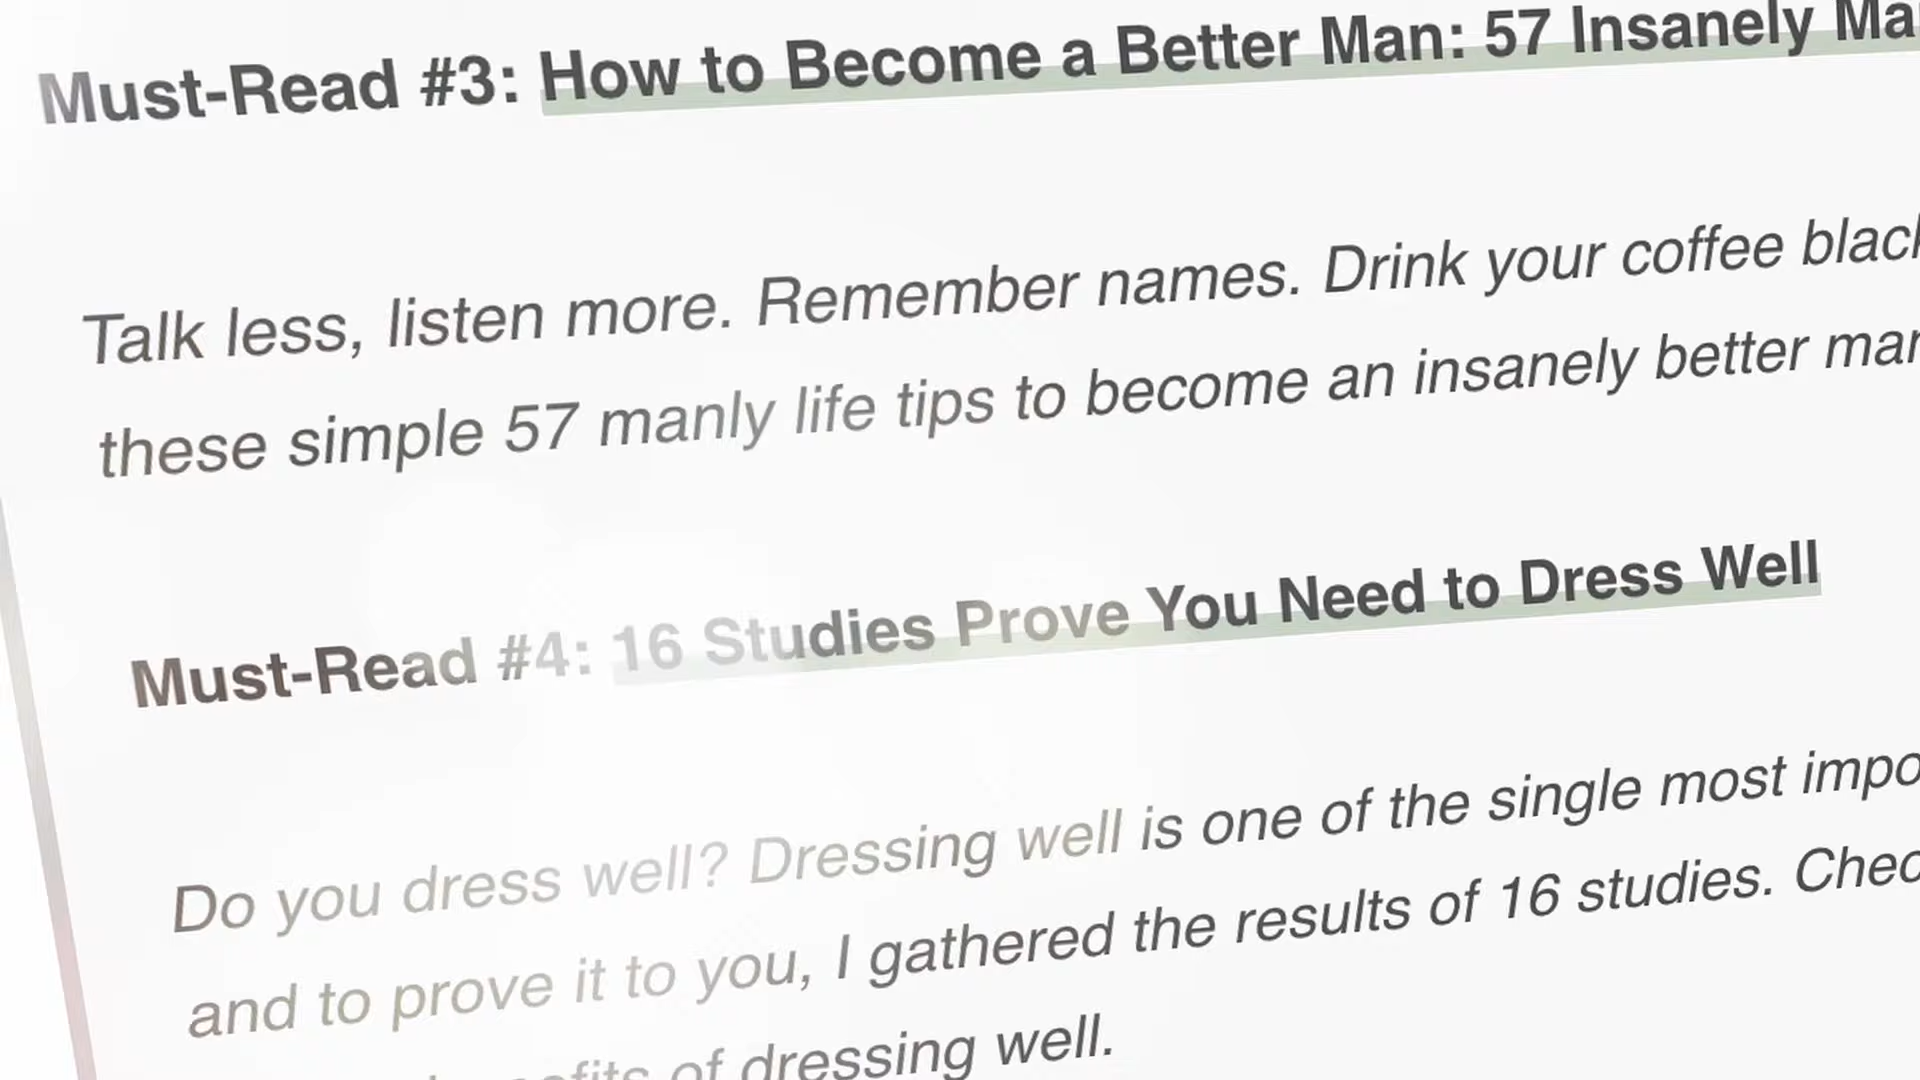 Must-Read #3: How to Become a Better Man: 57 Insanely
Talk less, listen more. Remember names. Drink your coffee black
these simple 57 manly life tips to become an insanely better man
Must-Read #4: 16 Studies Prove You Need to Dress Well
Do you dress well? Dressing well is one of the single most
and to prove it to you, I gathered the results of 16 studies.
of dressing well.